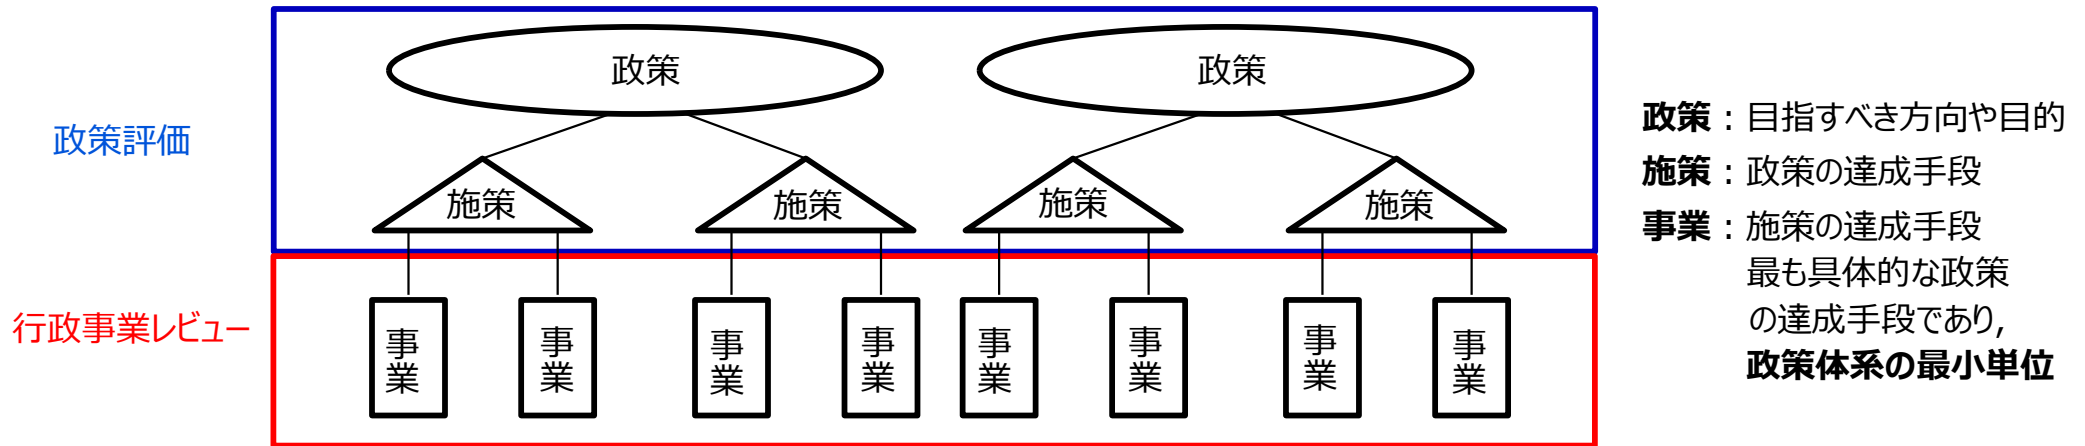 政策
政策
政策評価
施策
施策
施策
施策
行政事業レビュー
事業
事業
事業
事業
事業
事業
事業
事業
政策：目指すべき方向や目的
施策：政策の達成手段
事業：施策の達成手段
最も具体的な政策
の達成手段であり,
政策体系の最小単位